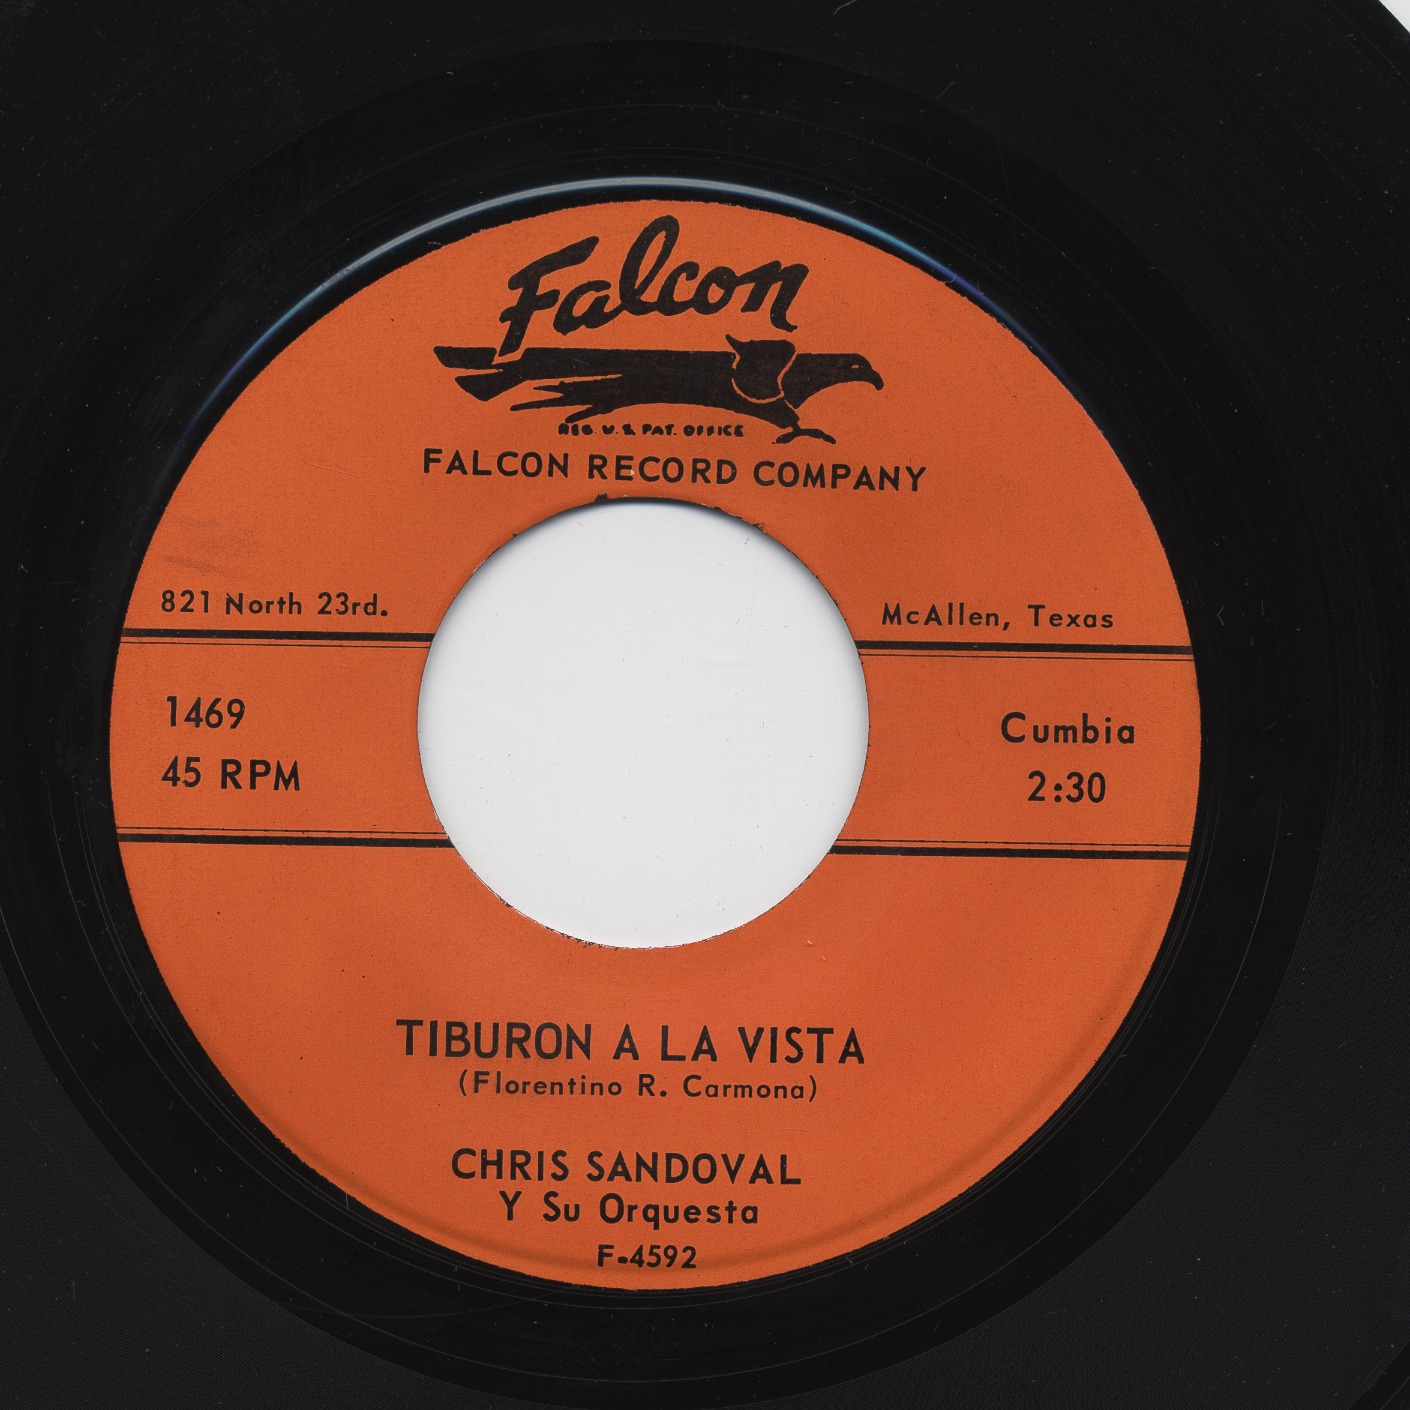 Falcon
REG. U.S. PAT. OFFICE
FALCON RECORD COMPANY
821 North 23rd.
McAllen, Texas
1469
45 RPM
Cumbia
2:30
TIBURON A LA VISTA
(Florentino R. Carmona)
CHRIS SANDOVAL
Y Su Orquesta
F-4592